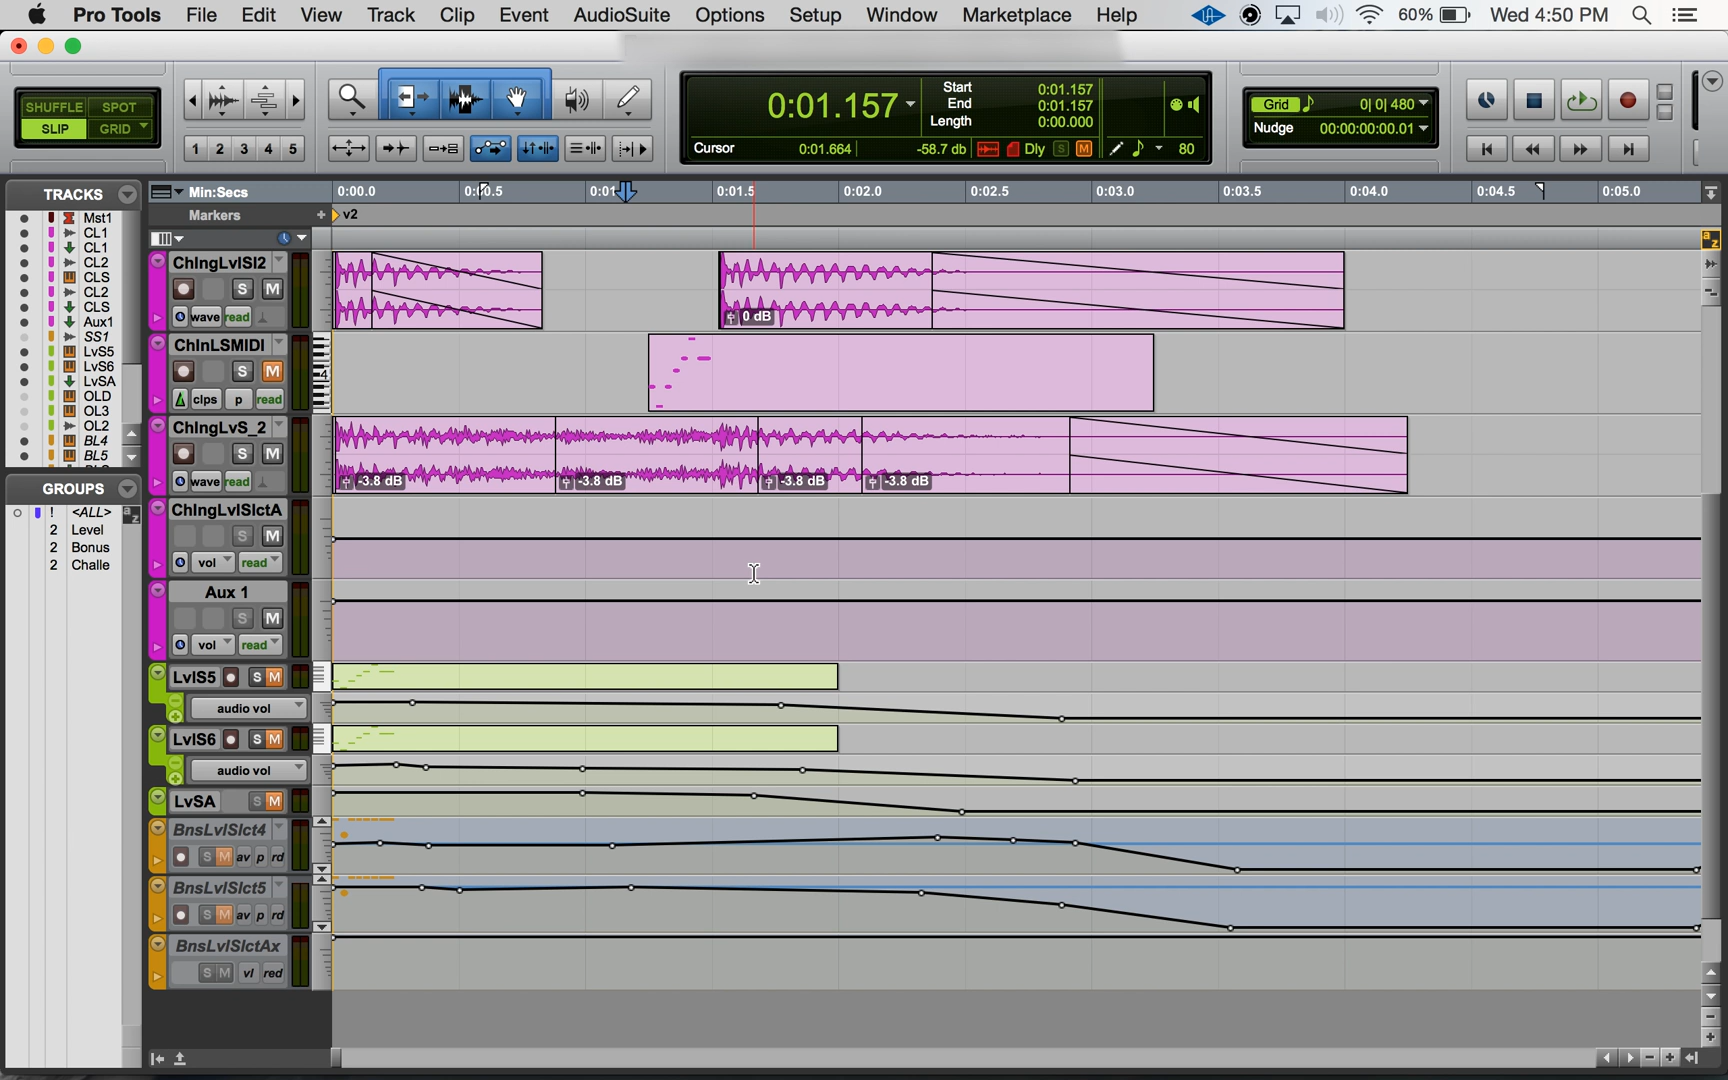 Pro Tools File Edit View Track Clip Event AudioSuite Options Setup Window Marketplace Help 60% Wed 4:50 PM
SHUFFLE SPOT
SLIP GRID
1 2 3 4 5
0:01.157
Start 0:01.157
End 0:01.157
Length 0:00.000
Cursor 0:01.664 -58.7 db Dly S M 80
Grid 0| 0| 480
Nudge 00:00:00:00.01
TRACKS
Mst1
CL1
CL1
CL2
CLS
CL2
CLS
Aux1
SS1
LvS5
LvS6
LvSA
OLD
OL3
OL2
BL4
BL5
GROUPS
! <ALL>
2 Level
2 Bonus
2 Challe
Min:Secs 0:00.0 0:00.5 0:01 0:01.5 0:02.0 0:02.5 0:03.0 0:03.5 0:04.0 0:04.5 0:05.0
Markers + v2
ChlngLvlSl2
S M
wave read
0 dB
ChlnLSMIDI
S M
clps p read
4
ChlngLvS_2
S M
wave read
-3.8 dB -3.8 dB -3.8 dB -3.8 dB
ChlngLvlSlctA
S M
vol read
Aux 1
S M
vol read
LvlS5 S M
audio vol
LvlS6 S M
audio vol
LvSA S M
BnsLvlSlct4
S M av p rd
BnsLvlSlct5
S M av p rd
BnsLvlSlctAx
S M vl red